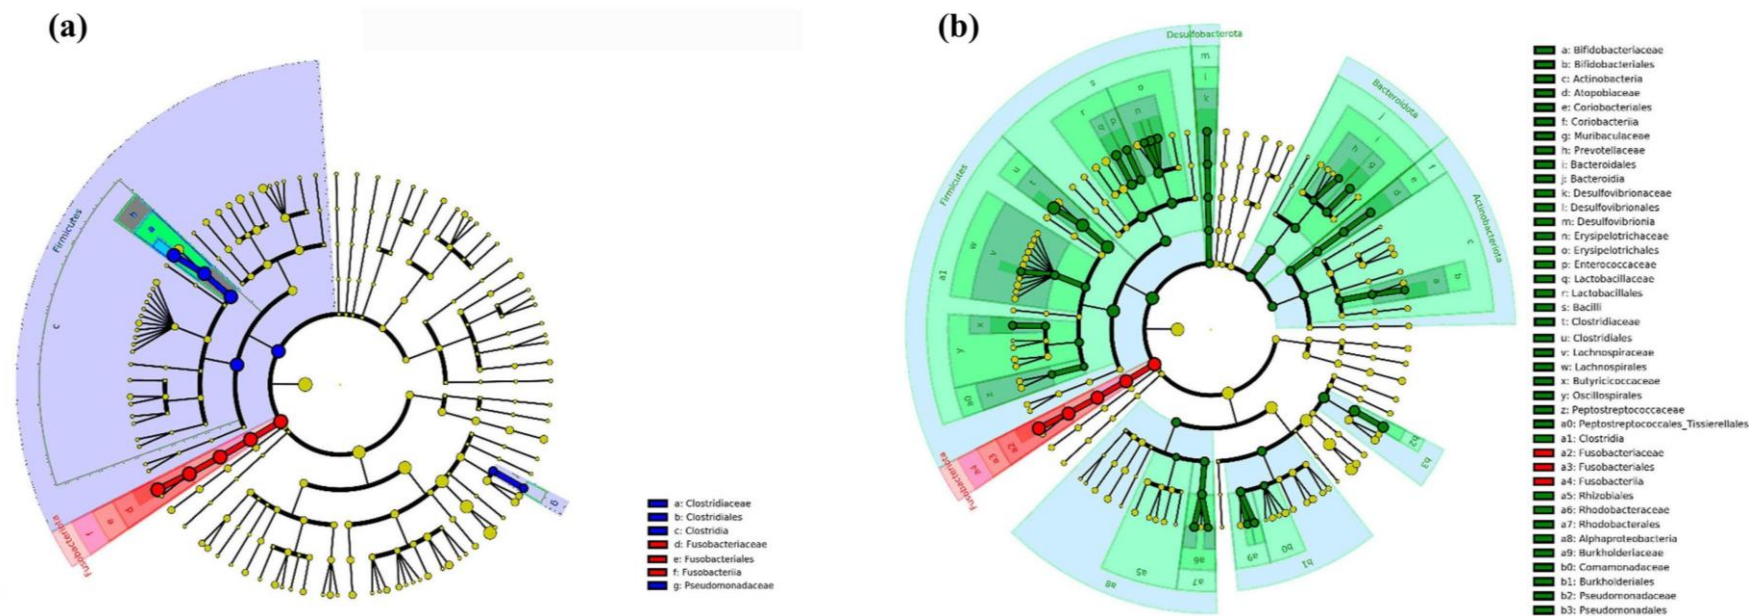 (a)
Firmicutes
h
a
c
d
e
f
Fusobacteriota
g
a: Clostridiaceae
b: Clostridiales
c: Clostridia
d: Fusobacteriaceae
e: Fusobacteriales
f: Fusobacteriia
g: Pseudomonadaceae
(b)
Desulfobacterota
m
l
k
s
o
r
n
p
q
Firmicutes
u
t
w
v
a1
x
y
z
a0
Bacteroidota
j
i
h
g
f
e
d
Actinobacteriota
c
b
a
a2
a3
a4
Fusobacteriota
b2
b3
a5
a6
a7
a8
a9
b0
b1
a: Bifidobacteriaceae
b: Bifidobacteriales
c: Actinobacteria
d: Atopobiaceae
e: Coriobacteriales
f: Coriobacteriia
g: Muribaculaceae
h: Prevotellaceae
i: Bacteroidales
j: Bacteroidia
k: Desulfovibrionaceae
l: Desulfovibrionales
m: Desulfovibrionia
n: Erysipelotrichaceae
o: Erysipelotrichales
p: Enterococcaceae
q: Lactobacillaceae
r: Lactobacillales
s: Bacilli
t: Clostridiaceae
u: Clostridiales
v: Lachnospiraceae
w: Lachnospirales
x: Butyricicoccaceae
y: Oscillospirales
z: Peptostreptococcaceae
a0: Peptostreptococcales_Tissierellales
a1: Clostridia
a2: Fusobacteriaceae
a3: Fusobacteriales
a4: Fusobacteriia
a5: Rhizobiales
a6: Rhodobacteraceae
a7: Rhodobacterales
a8: Alphaproteobacteria
a9: Burkholderiaceae
b0: Comamonadaceae
b1: Burkholderiales
b2: Pseudomonadaceae
b3: Pseudomonadales